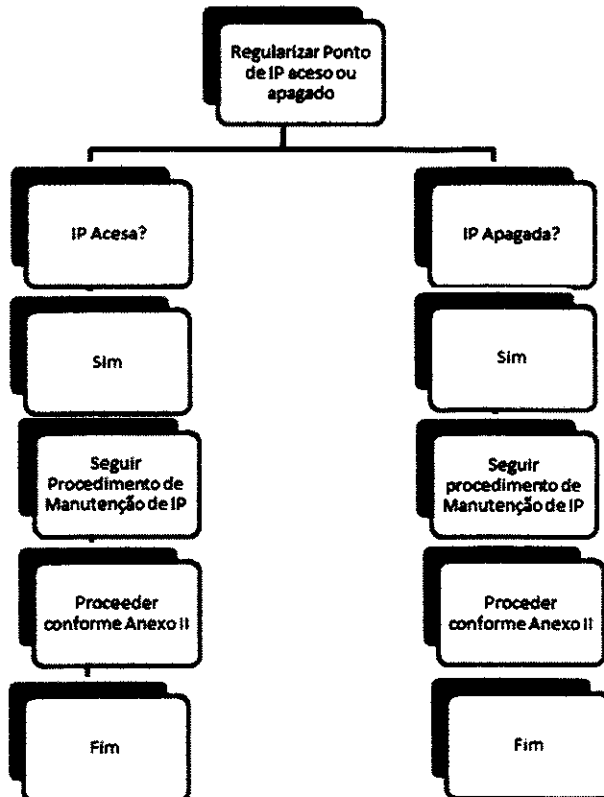 Regularizar Ponto
de IP aceso ou
apagado
IP Acesa?
Sim
Seguir
Procedimento de
Manutenção de IP
Proceeder
conforme Anexo II
Fim
IP Apagada?
Sim
Seguir
procedimento de
Manutenção de IP
Proceder
conforme Anexo II
Fim